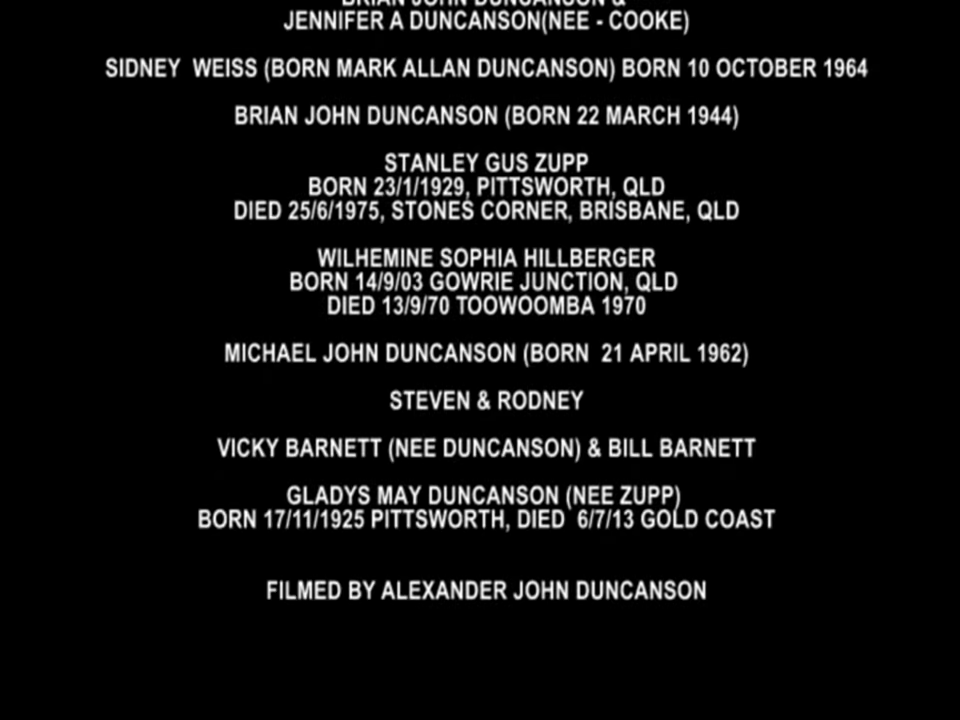 BRIAN JOHN DUNCANSON &
JENNIFER A DUNCANSON(NEE - COOKE)
SIDNEY  WEISS (BORN MARK ALLAN DUNCANSON) BORN 10 OCTOBER 1964
BRIAN JOHN DUNCANSON (BORN 22 MARCH 1944)
STANLEY GUS ZUPP
BORN 23/1/1929, PITTSWORTH, QLD
DIED 25/6/1975, STONES CORNER, BRISBANE, QLD
WILHEMINE SOPHIA HILLBERGER
BORN 14/9/03 GOWRIE JUNCTION, QLD
DIED 13/9/70 TOOWOOMBA 1970
MICHAEL JOHN DUNCANSON (BORN  21 APRIL 1962)
STEVEN & RODNEY
VICKY BARNETT (NEE DUNCANSON) & BILL BARNETT
GLADYS MAY DUNCANSON (NEE ZUPP)
BORN 17/11/1925 PITTSWORTH, DIED  6/7/13 GOLD COAST
FILMED BY ALEXANDER JOHN DUNCANSON